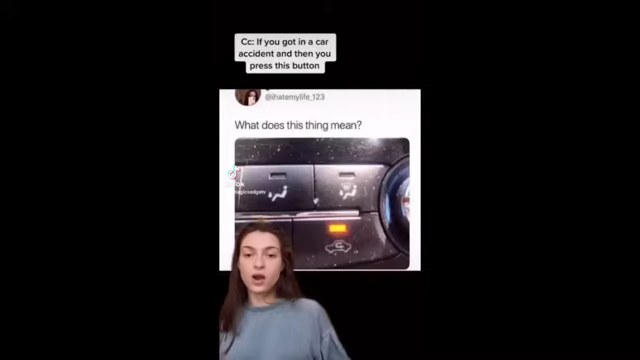 Cc: If you got in a car
accident and then you
press this button
@ihatemylife_123
What does this thing mean?